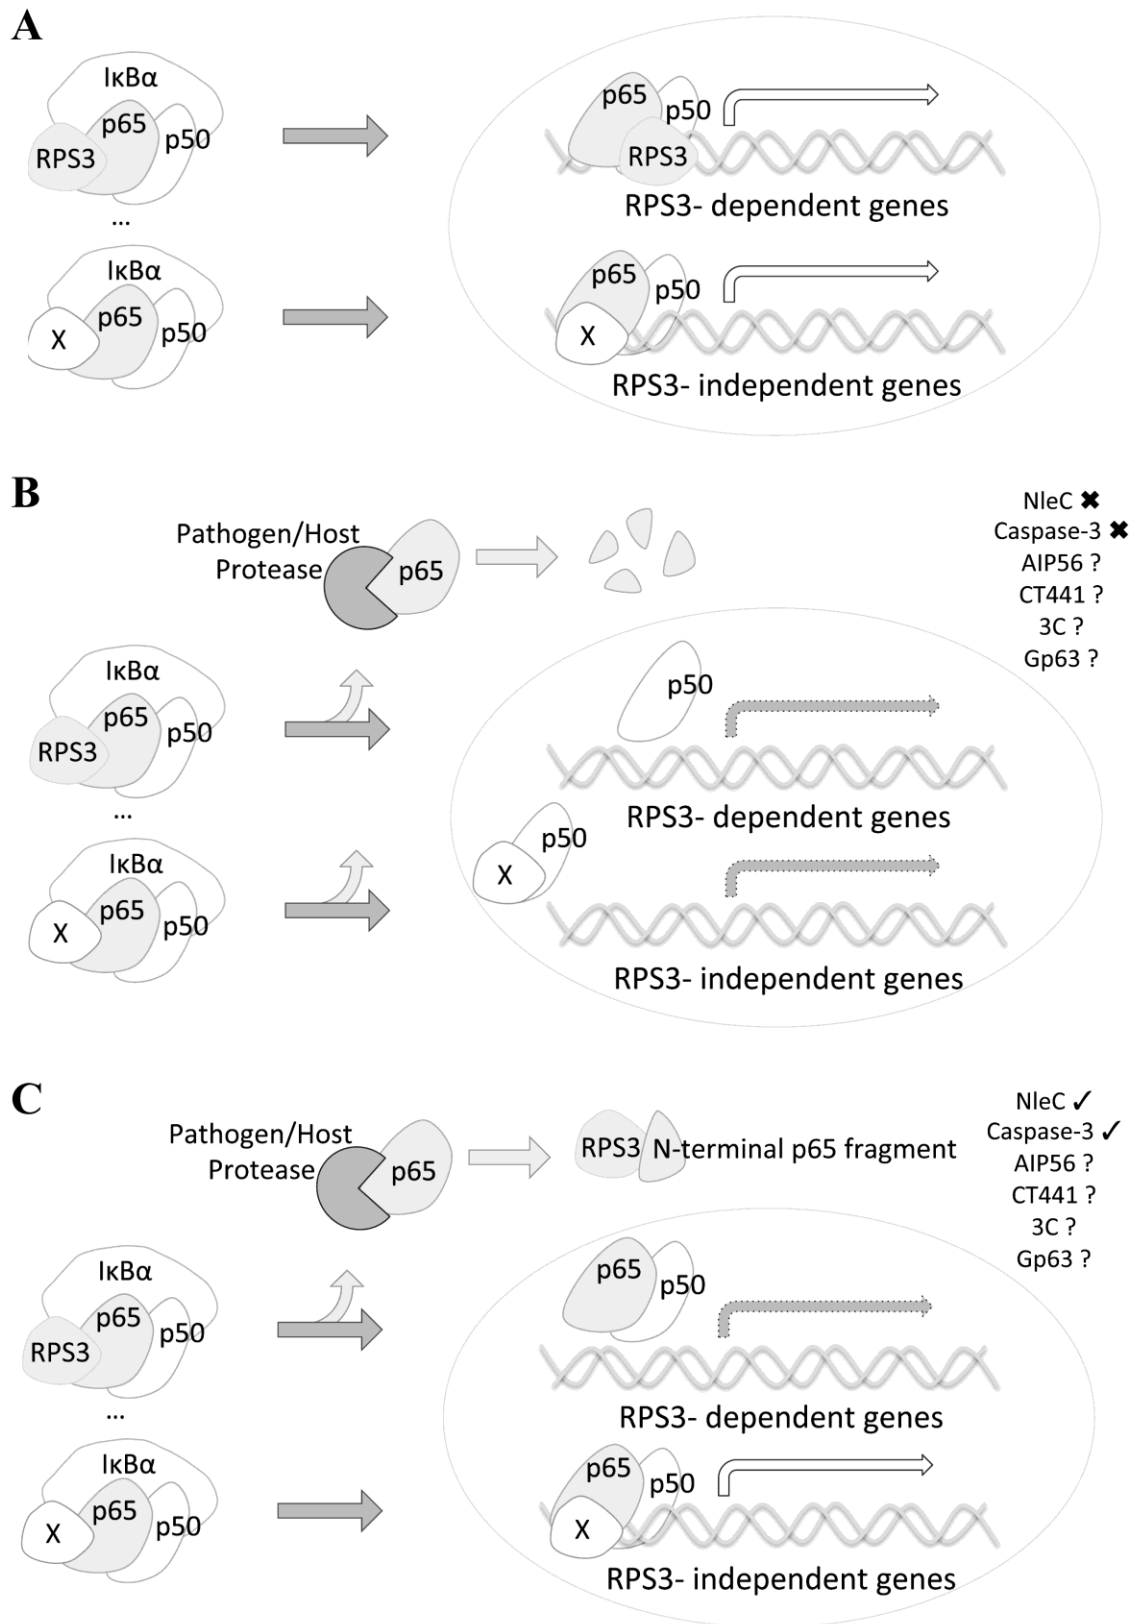 A
IκBα
p65
p50
RPS3
...
IκBα
p65
p50
X
p65
p50
RPS3
RPS3- dependent genes
p65
p50
X
RPS3- independent genes
B
Pathogen/Host
Protease
p65
NleC ✖
Caspase-3 ✖
AIP56 ?
CT441 ?
3C ?
Gp63 ?
IκBα
p65
p50
RPS3
...
IκBα
p65
p50
X
p50
RPS3- dependent genes
p50
X
RPS3- independent genes
C
Pathogen/Host
Protease
p65
RPS3 N-terminal p65 fragment
NleC ✓
Caspase-3 ✓
AIP56 ?
CT441 ?
3C ?
Gp63 ?
IκBα
p65
p50
RPS3
...
IκBα
p65
p50
X
p65
p50
RPS3- dependent genes
p65
p50
X
RPS3- independent genes